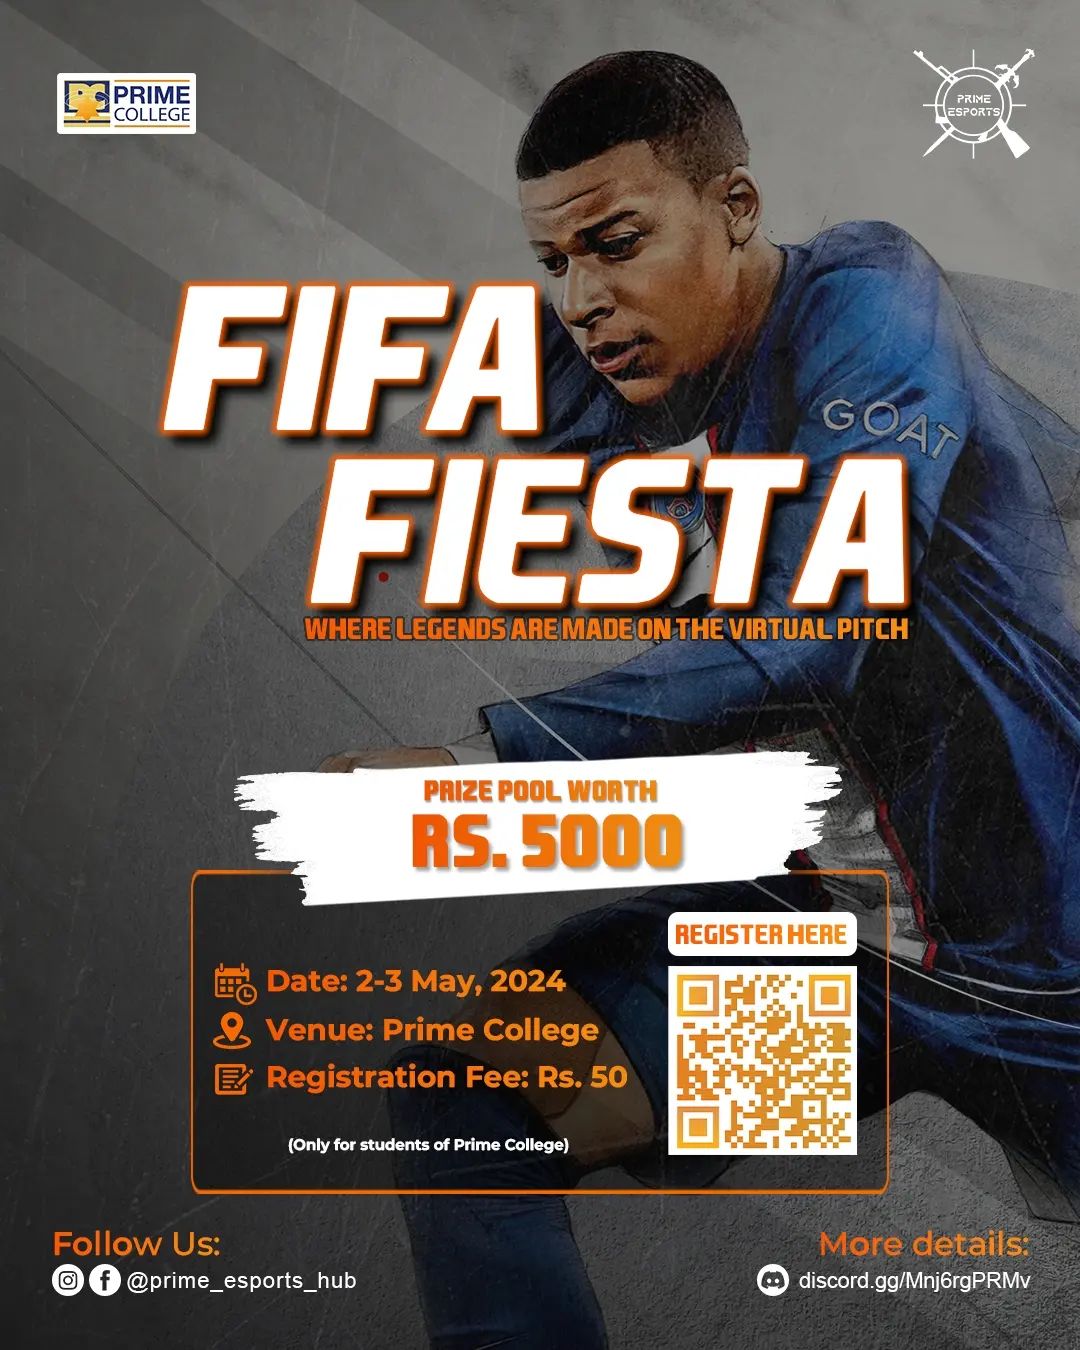 PRIME
COLLEGE
PRIME
ESPORTS
FIFA
FIESTA
GOAT
WHERE LEGENDS ARE MADE ON THE VIRTUAL PITCH
PRIZE POOL WORTH
RS. 5000
REGISTER HERE
Date: 2-3 May, 2024
Venue: Prime College
Registration Fee: Rs. 50
(Only for students of Prime College)
Follow Us:
@prime_esports_hub
More details:
discord.gg/Mnj6rgPRMv